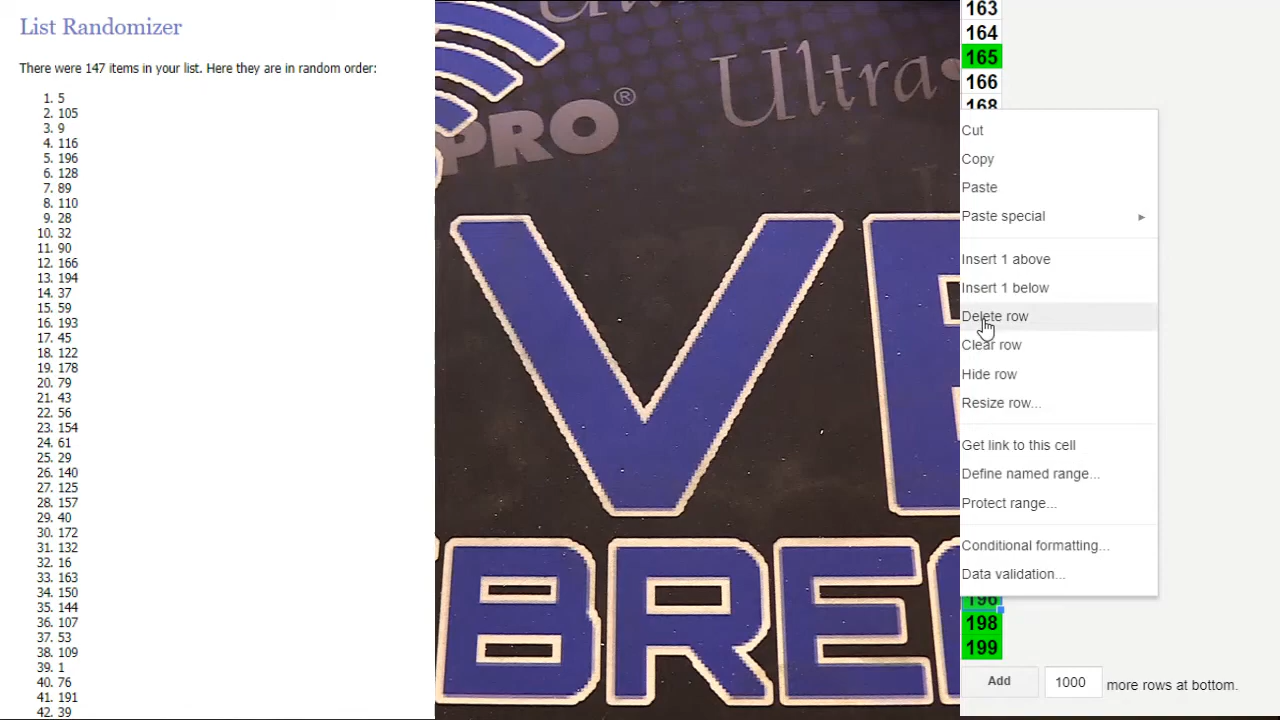 List Randomizer
There were 147 items in your list. Here they are in random order:
1. 5
2. 105
3. 9
4. 116
5. 196
6. 128
7. 89
8. 110
9. 28
10. 32
11. 90
12. 166
13. 194
14. 37
15. 59
16. 193
17. 45
18. 122
19. 178
20. 79
21. 43
22. 56
23. 154
24. 61
25. 29
26. 140
27. 125
28. 157
29. 40
30. 172
31. 132
32. 16
33. 163
34. 150
35. 144
36. 107
37. 53
38. 109
39. 1
40. 76
41. 191
42. 39
Ultra
PRO®
V
BRE
163
164
165
166
168
Cut
Copy
Paste
Paste special
Insert 1 above
Insert 1 below
Delete row
Clear row
Hide row
Resize row...
Get link to this cell
Define named range...
Protect range...
Conditional formatting...
Data validation...
196
198
199
Add 1000 more rows at bottom.